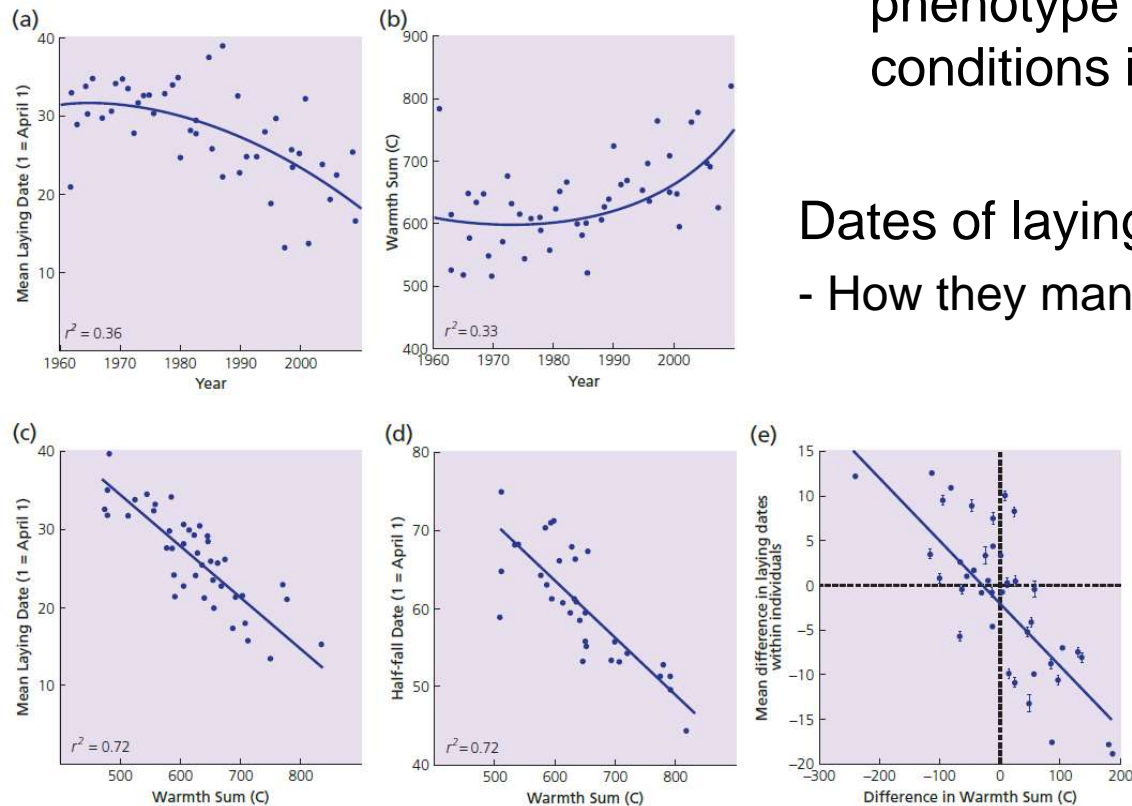 phenotype
conditions i
Dates of laying
- How they man
(a)
40
30
20
10
1960
1970
1980
1990
2000
Mean Laying Date (1 = April 1)
r² = 0.36
Year
(b)
900
800
700
600
500
400
1960
1970
1980
1990
2000
Warmth Sum (C)
r² = 0.33
Year
(c)
40
30
20
10
500
600
700
800
Mean Laying Date (1 = April 1)
r² = 0.72
Warmth Sum (C)
(d)
80
70
60
50
40
500
600
700
800
Half-fall Date (1 = April 1)
r² = 0.72
Warmth Sum (C)
(e)
15
10
5
0
−5
−10
−15
−20
−300
−200
−100
0
100
200
Mean difference in laying dates
within individuals
Difference in Warmth Sum (C)